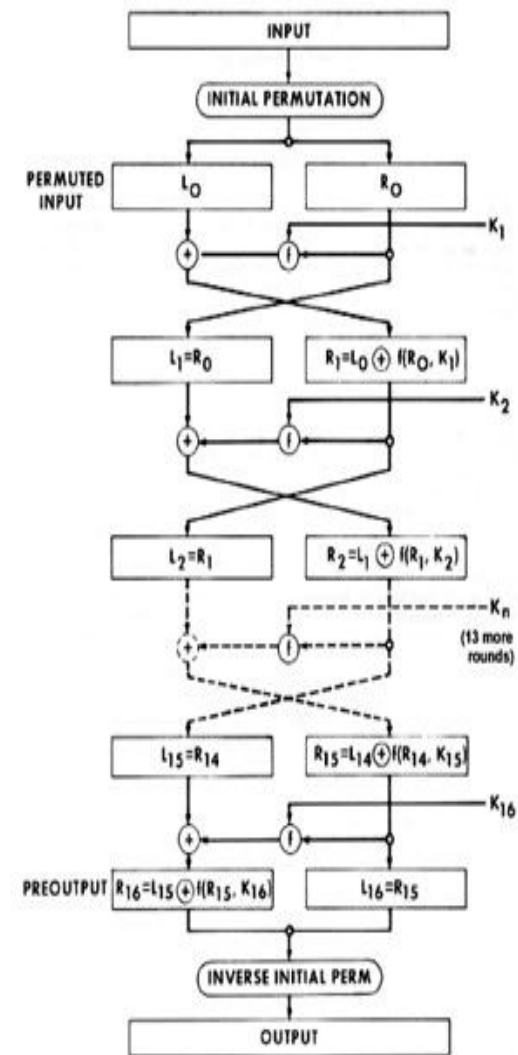 INPUT
INITIAL PERMUTATION
PERMUTED INPUT
L0
R0
K1
+
f
L1=R0
R1=L0 + f(R0, K1)
K2
+
f
L2=R1
R2=L1 + f(R1, K2)
Kn
(13 more rounds)
+
f
L15=R14
R15=L14 + f(R14, K15)
K16
+
f
PREOUTPUT
R16=L15 + f(R15, K16)
L16=R15
INVERSE INITIAL PERM
OUTPUT